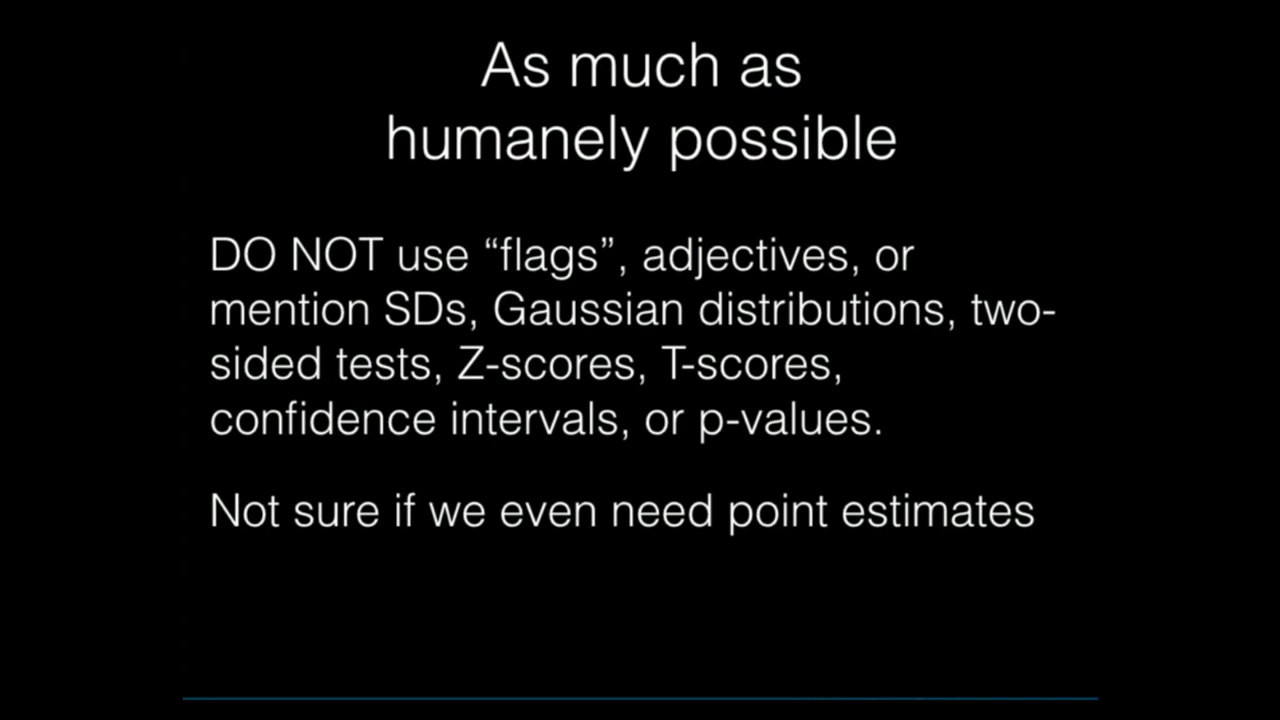 As much as
humanely possible
DO NOT use “flags”, adjectives, or
mention SDs, Gaussian distributions, two-
sided tests, Z-scores, T-scores,
confidence intervals, or p-values.
Not sure if we even need point estimates